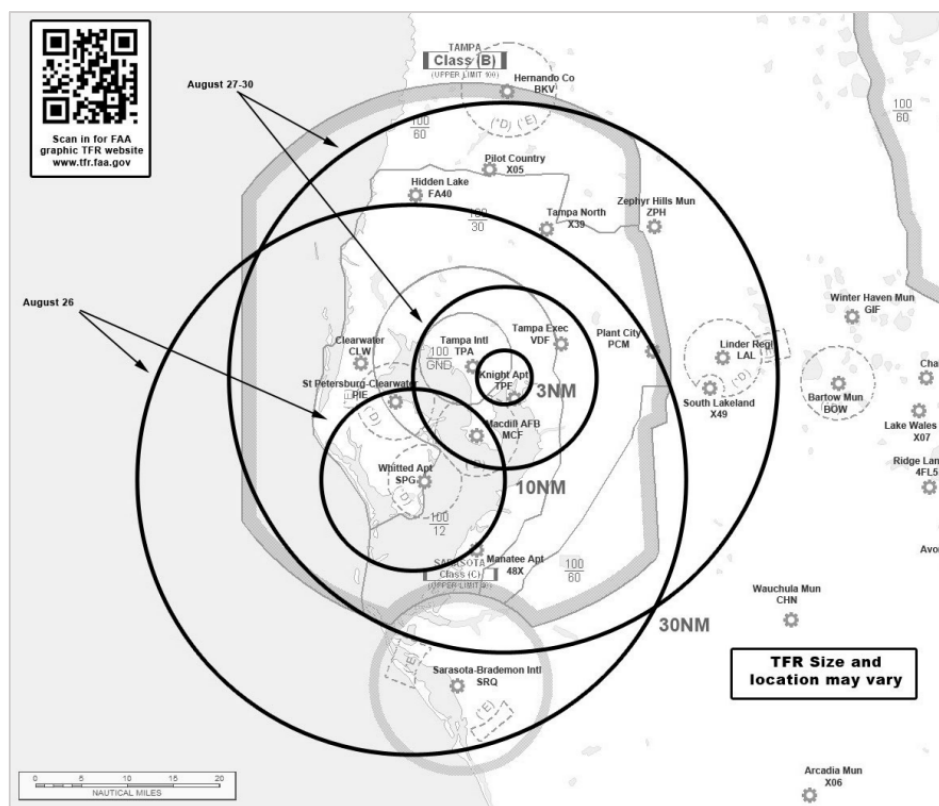 Scan in for FAA
graphic TFR website
www.tfr.faa.gov
August 27-30
TAMPA
Class (B)
(UPPER LIMIT 100)
Hernando Co
BKV
(*D) (*E)
100
60
100
60
Pilot Country
X05
Hidden Lake
FA40
100
30
Tampa North
X39
Zephyr Hills Mun
ZPH
August 26
Winter Haven Mun
GIF
Clearwater
CLW
100
GND
Tampa Intl
TPA
Tampa Exec
VDF
Plant City
PCM
Linder Regl
LAL
(*D)
Knight Apt
TPF
3NM
St Petersburg-Clearwater
PIE
(*D)
South Lakeland
X49
Bartow Mun
BOW
Cha
Lake Wales
X07
Macdill AFB
MCF
Ridge Lan
4FL5
Whitted Apt
SPG
10NM
100
12
Avo
Manatee Apt
48X
SARASOTA
Class (C)
100
60
Wauchula Mun
CHN
30NM
TFR Size and
location may vary
(*E)
Sarasota-Brademon Intl
SRQ
(*E)
Arcadia Mun
X06
0 5 10 15 20
NAUTICAL MILES